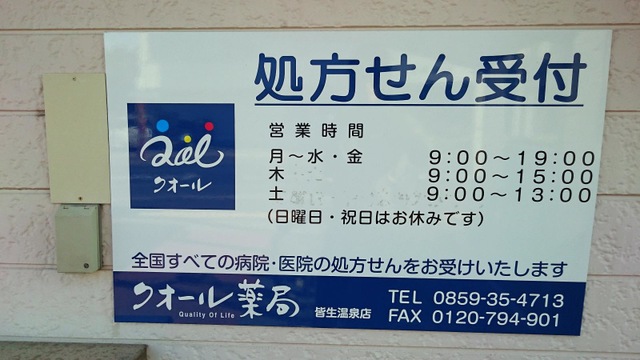 処方せん受付
Qol
クオール
営業時間
月～水・金 9:00～19:00
木 9:00～15:00
土 9:00～13:00
（日曜日・祝日はお休みです）
全国すべての病院・医院の処方せんをお受けいたします
クオール薬局 皆生温泉店
Quality Of Life
TEL 0859-35-4713
FAX 0120-794-901